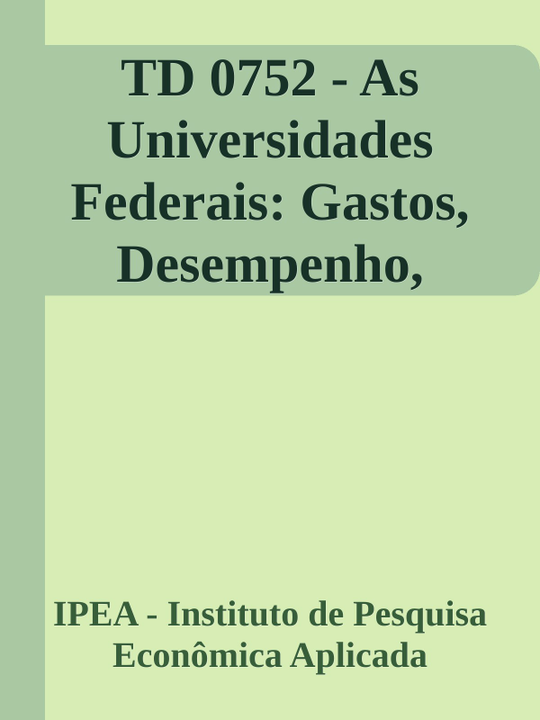 TD 0752 - As
Universidades
Federais: Gastos,
Desempenho,
IPEA - Instituto de Pesquisa
Econômica Aplicada